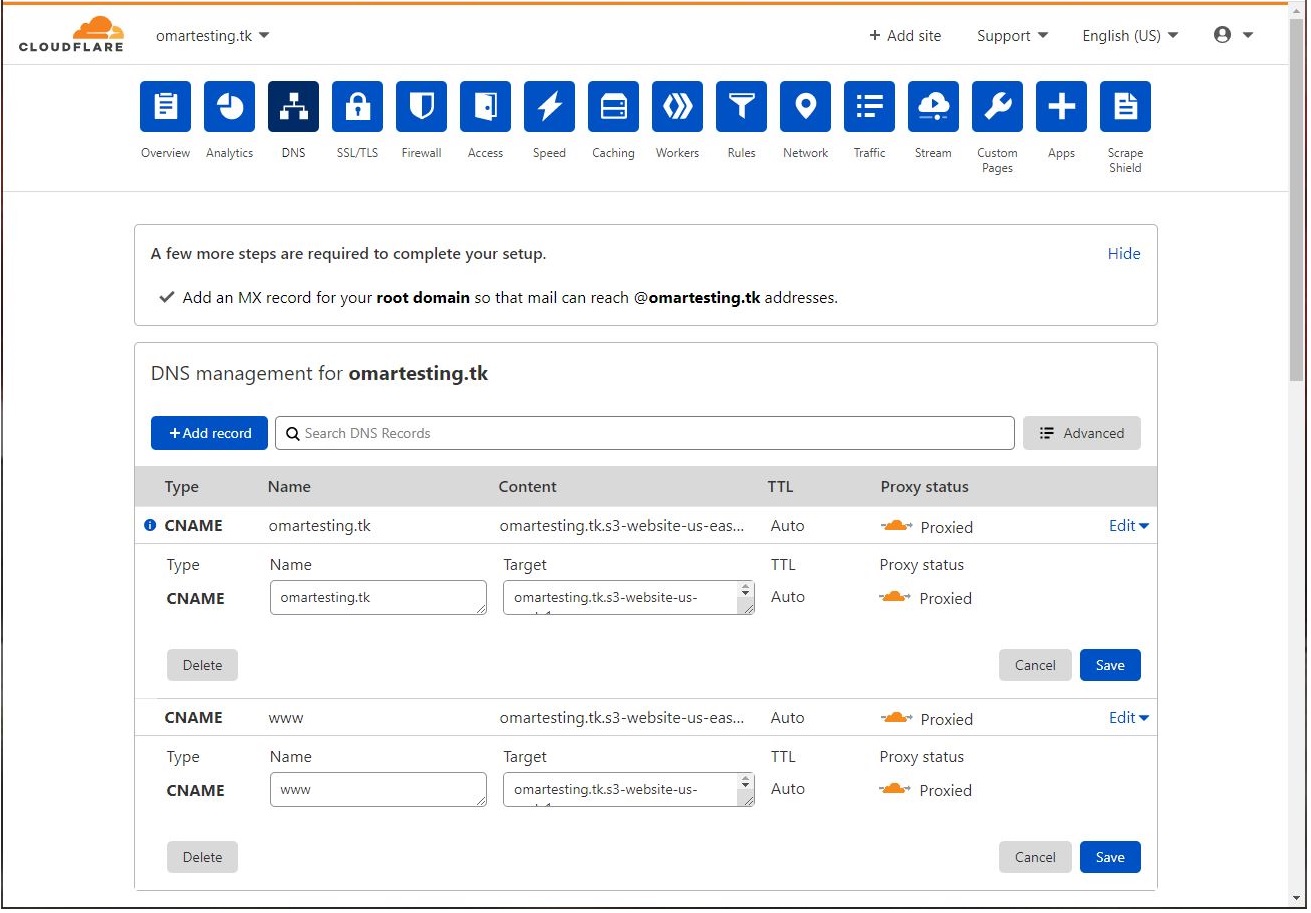 CLOUDFLARE omartesting.tk + Add site Support English (US)
Overview Analytics DNS SSL/TLS Firewall Access Speed Caching Workers Rules Network Traffic Stream Custom Pages Apps Scrape Shield
A few more steps are required to complete your setup. Hide
Add an MX record for your root domain so that mail can reach @omartesting.tk addresses.
DNS management for omartesting.tk
+Add record Search DNS Records Advanced
Type Name Content TTL Proxy status
CNAME omartesting.tk omartesting.tk.s3-website-us-eas... Auto Proxied Edit
Type Name Target TTL Proxy status
CNAME omartesting.tk omartesting.tk.s3-website-us- Auto Proxied
Delete Cancel Save
CNAME www omartesting.tk.s3-website-us-eas... Auto Proxied Edit
Type Name Target TTL Proxy status
CNAME www omartesting.tk.s3-website-us- Auto Proxied
Delete Cancel Save